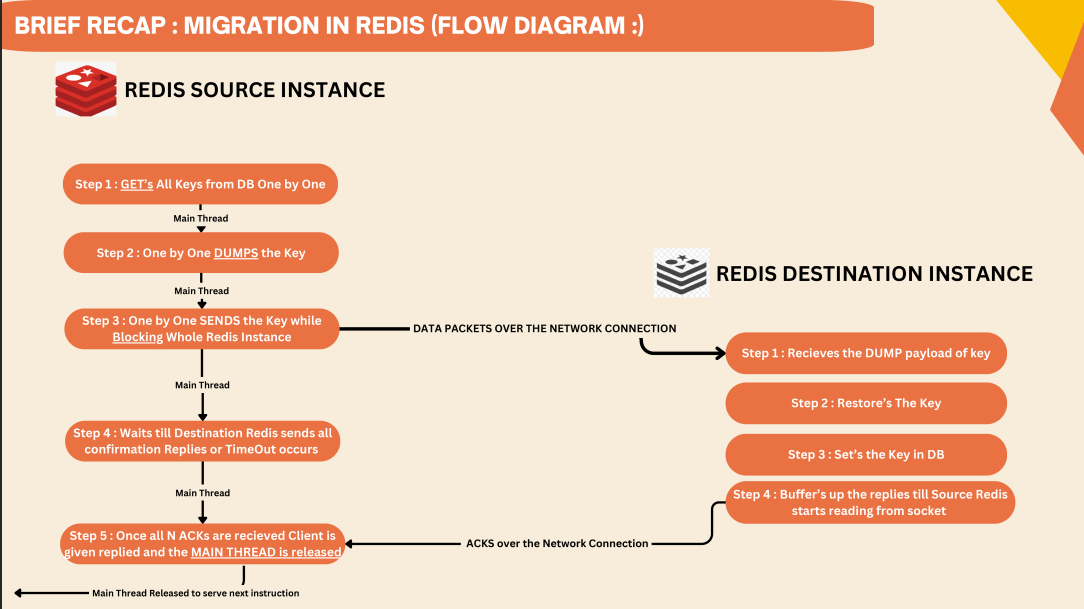 BRIEF RECAP : MIGRATION IN REDIS (FLOW DIAGRAM :)
REDIS SOURCE INSTANCE
Step 1 : GET's All Keys from DB One by One
Main Thread
Step 2 : One by One DUMPS the Key
Main Thread
Step 3 : One by One SENDS the Key while
Blocking Whole Redis Instance
Main Thread
Step 4 : Waits till Destination Redis sends all
confirmation Replies or TimeOut occurs
Main Thread
Step 5 : Once all N ACKs are recieved Client is
given replied and the MAIN THREAD is released
Main Thread Released to serve next instruction
DATA PACKETS OVER THE NETWORK CONNECTION
REDIS DESTINATION INSTANCE
Step 1 : Recieves the DUMP payload of key
Step 2 : Restore's The Key
Step 3 : Set's the Key in DB
Step 4 : Buffer's up the replies till Source Redis
starts reading from socket
ACKS over the Network Connection